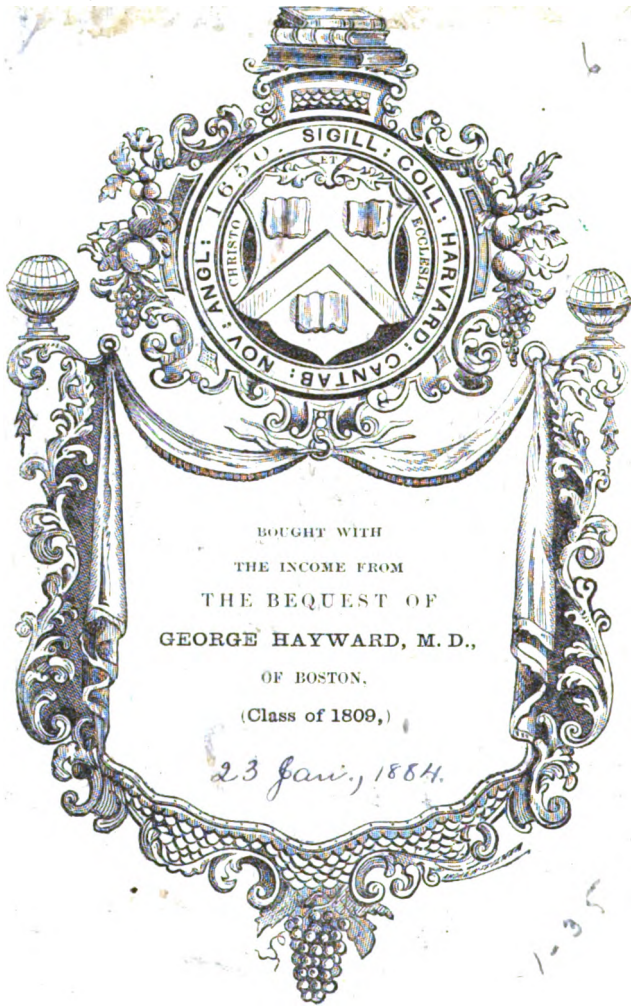 SIGILL: COLL: HARVARD: CANTAB: NOV: ANGL: 1650.
CHRISTO ET ECCLESIAE
BOUGHT WITH
THE INCOME FROM
THE BEQUEST OF
GEORGE HAYWARD, M. D.,
OF BOSTON,
(Class of 1809,)
23 Jan., 1884.